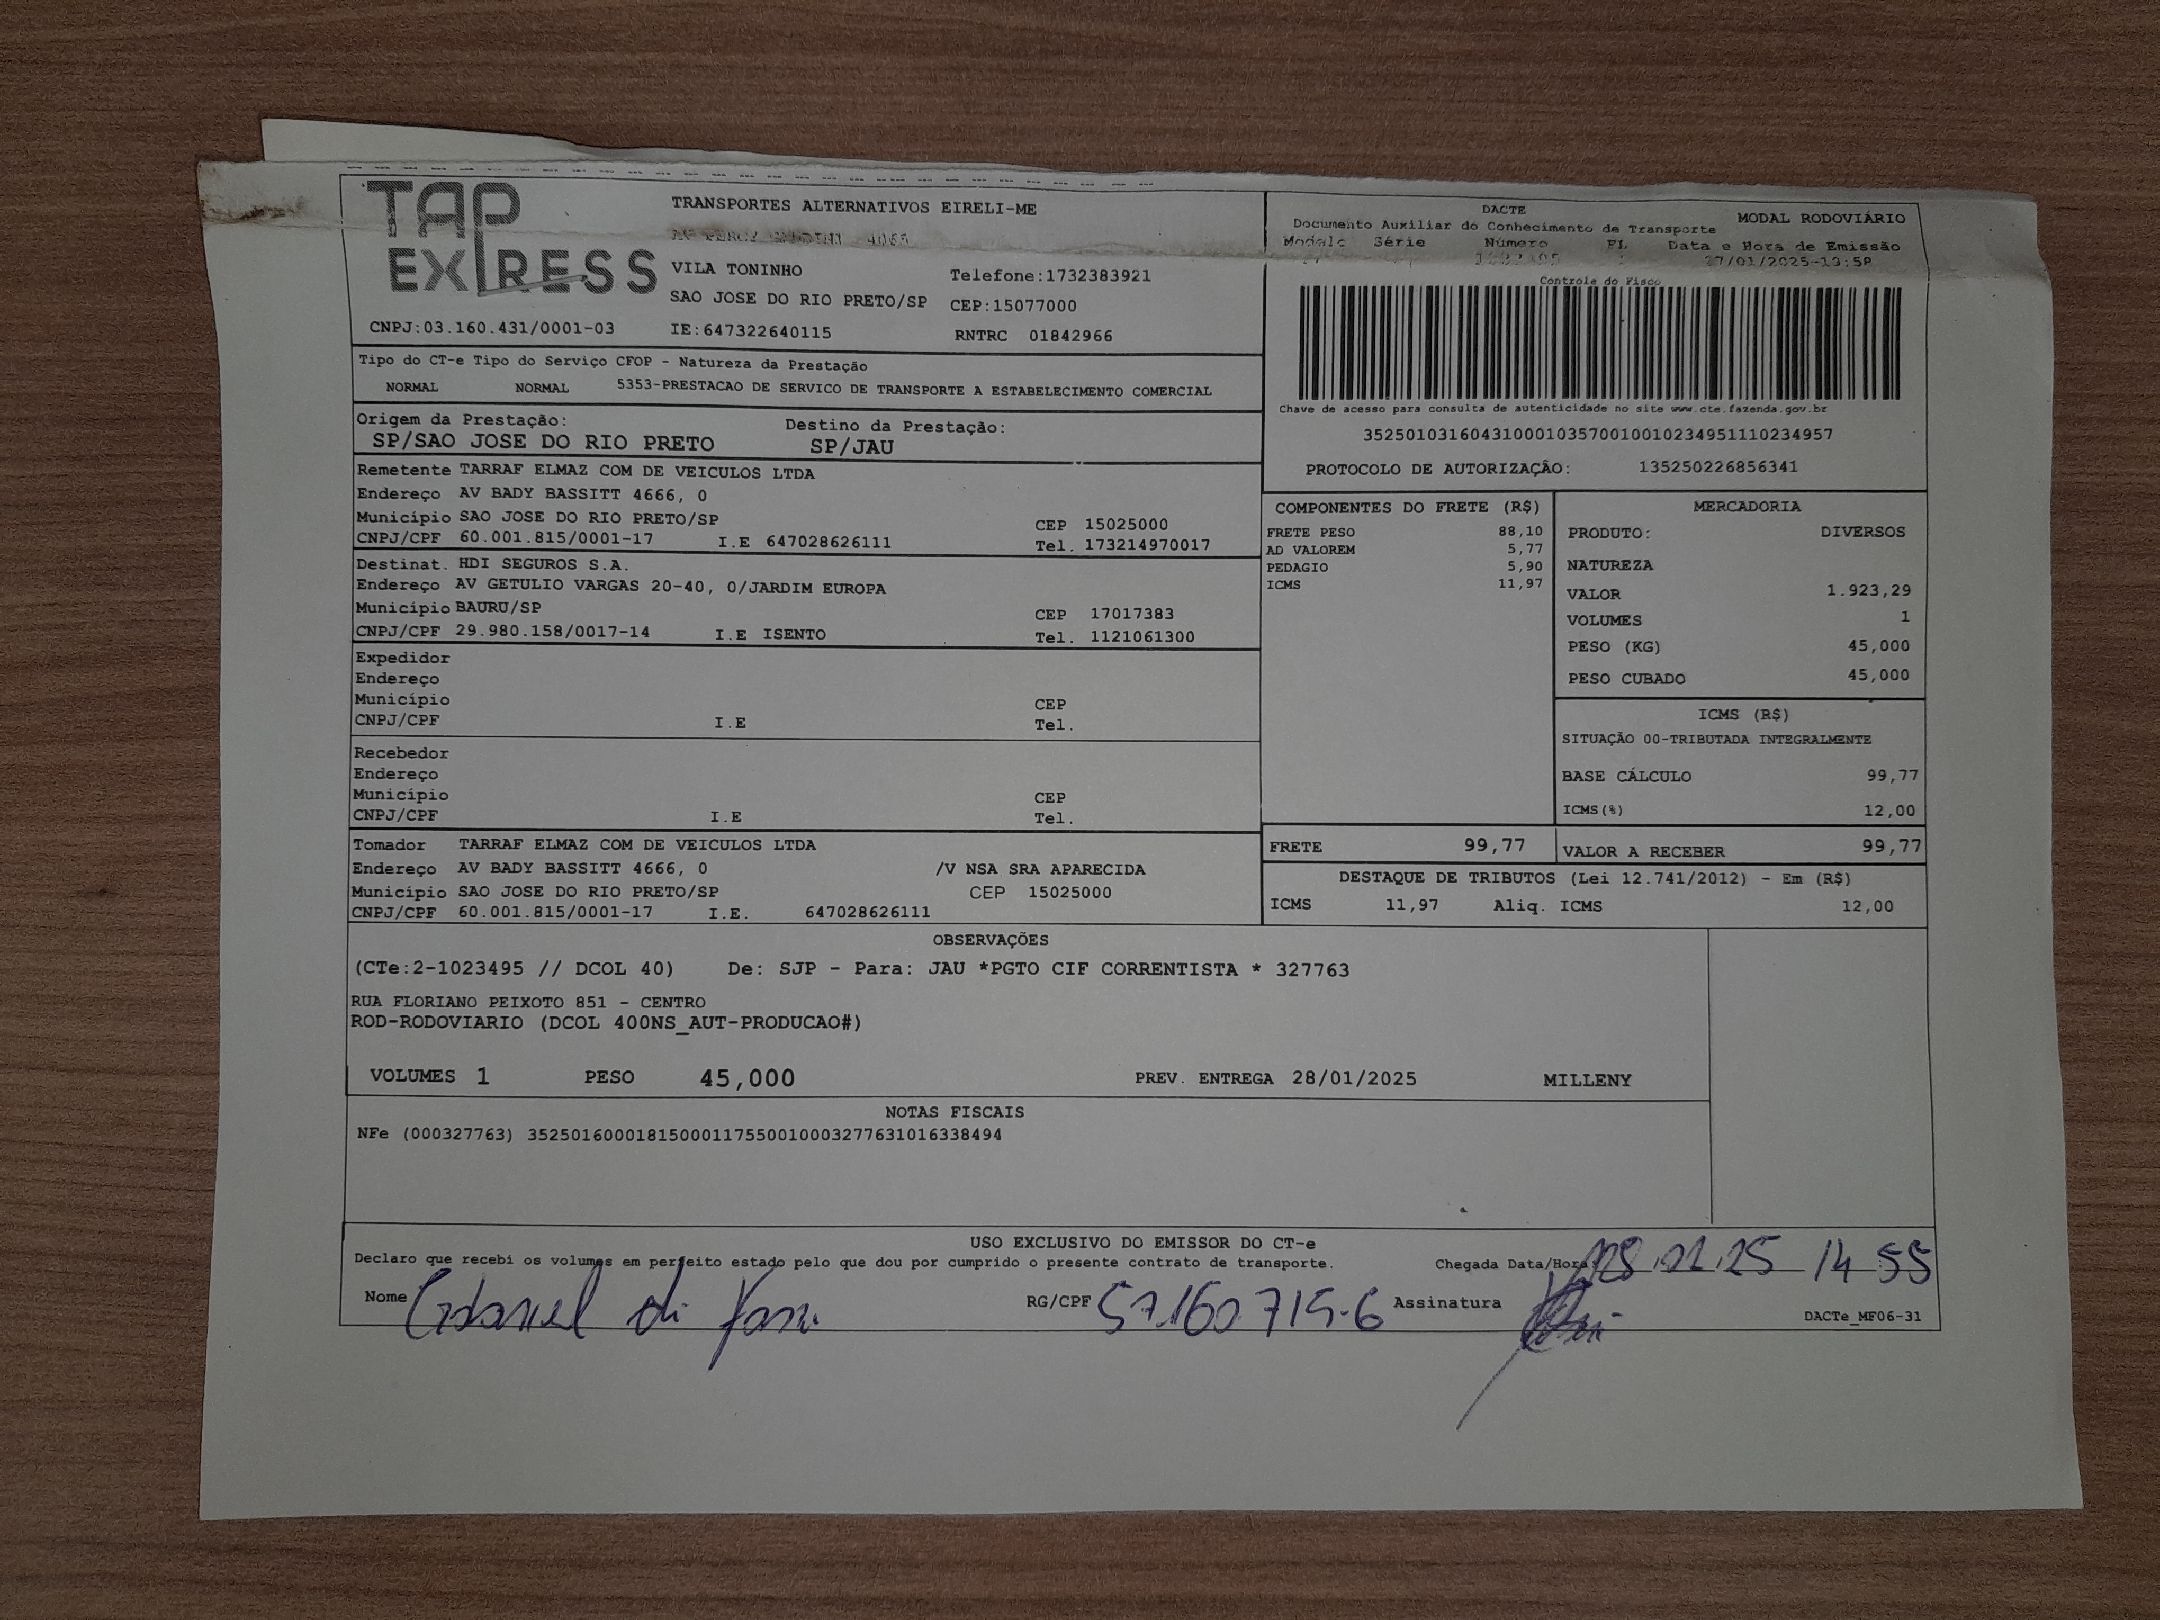 TAP
EXPRESS
CNPJ:03.160.431/0001-03
TRANSPORTES ALTERNATIVOS EIRELI-ME
VILA TONINHO
Telefone:1732383921
SAO JOSE DO RIO PRETO/SP CEP:15077000
IE:647322640115 RNTRC 01842966
DACTE
MODAL RODOVIÁRIO
Documento Auxiliar do Conhecimento de Transporte
Modelo Série Número FL Data e Hora de Emissão
27/01/2025-13:58
Controle do Fisco
Chave de acesso para consulta de autenticidade no site www.cte.fazenda.gov.br
35250103160431000103570010010234951110234957
PROTOCOLO DE AUTORIZAÇÃO: 135250226856341
Tipo do CT-e Tipo do Serviço CFOP - Natureza da Prestação
NORMAL NORMAL 5353-PRESTACAO DE SERVICO DE TRANSPORTE A ESTABELECIMENTO COMERCIAL
Origem da Prestação: Destino da Prestação:
SP/SAO JOSE DO RIO PRETO SP/JAU
Remetente TARRAF ELMAZ COM DE VEICULOS LTDA
Endereço AV BADY BASSITT 4666, 0
Município SAO JOSE DO RIO PRETO/SP CEP 15025000
CNPJ/CPF 60.001.815/0001-17 I.E 647028626111 Tel. 173214970017
Destinat. HDI SEGUROS S.A.
Endereço AV GETULIO VARGAS 20-40, 0/JARDIM EUROPA
Município BAURU/SP CEP 17017383
CNPJ/CPF 29.980.158/0017-14 I.E ISENTO Tel. 1121061300
Expedidor
Endereço
Município CEP
CNPJ/CPF I.E Tel.
Recebedor
Endereço
Município CEP
CNPJ/CPF I.E Tel.
Tomador TARRAF ELMAZ COM DE VEICULOS LTDA
Endereço AV BADY BASSITT 4666, 0 /V NSA SRA APARECIDA
Município SAO JOSE DO RIO PRETO/SP CEP 15025000
CNPJ/CPF 60.001.815/0001-17 I.E. 647028626111
COMPONENTES DO FRETE (R$)
FRETE PESO 88,10
AD VALOREM 5,77
PEDAGIO 5,90
ICMS 11,97
MERCADORIA
PRODUTO: DIVERSOS
NATUREZA
VALOR 1.923,29
VOLUMES 1
PESO (KG) 45,000
PESO CUBADO 45,000
ICMS (R$)
SITUAÇÃO 00-TRIBUTADA INTEGRALMENTE
BASE CÁLCULO 99,77
ICMS(%) 12,00
FRETE 99,77 VALOR A RECEBER 99,77
DESTAQUE DE TRIBUTOS (Lei 12.741/2012) - Em (R$)
ICMS 11,97 Aliq. ICMS 12,00
OBSERVAÇÕES
(CTe:2-1023495 // DCOL 40) De: SJP - Para: JAU *PGTO CIF CORRENTISTA * 327763
RUA FLORIANO PEIXOTO 851 - CENTRO
ROD-RODOVIARIO (DCOL 400NS_AUT-PRODUCAO#)
VOLUMES 1 PESO 45,000 PREV. ENTREGA 28/01/2025 MILLENY
NOTAS FISCAIS
NFe (000327763) 35250160001815000117550010003277631016338494
USO EXCLUSIVO DO EMISSOR DO CT-e
Declaro que recebi os volumes em perfeito estado pelo que dou por cumprido o presente contrato de transporte. Chegada Data/Hora 28.01.25 14 55
Nome di RG/CPF 57.160.719-6 Assinatura
DACTe_MF06-31